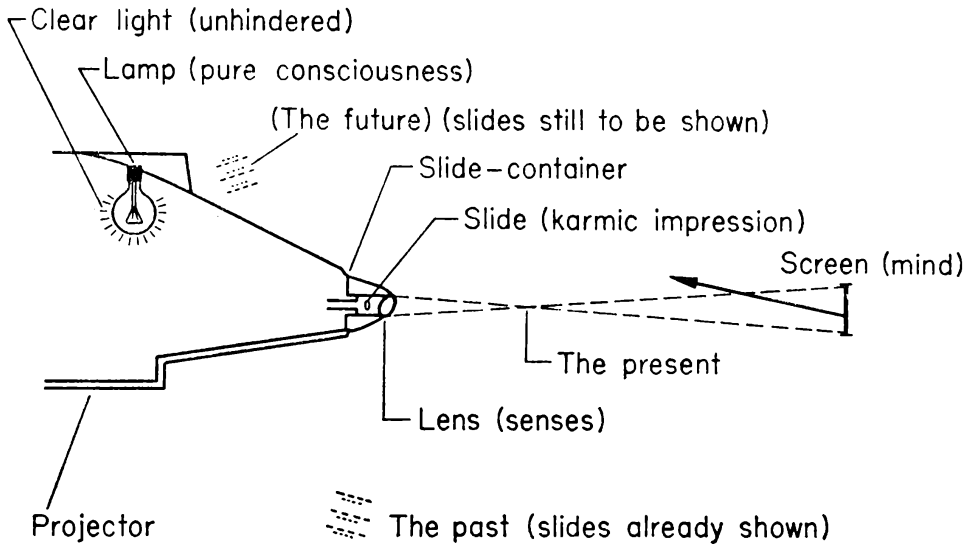 Clear light (unhindered)
Lamp (pure consciousness)
(The future) (slides still to be shown)
Slide-container
Slide (karmic impression)
Screen (mind)
The present
Lens (senses)
Projector
The past (slides already shown)